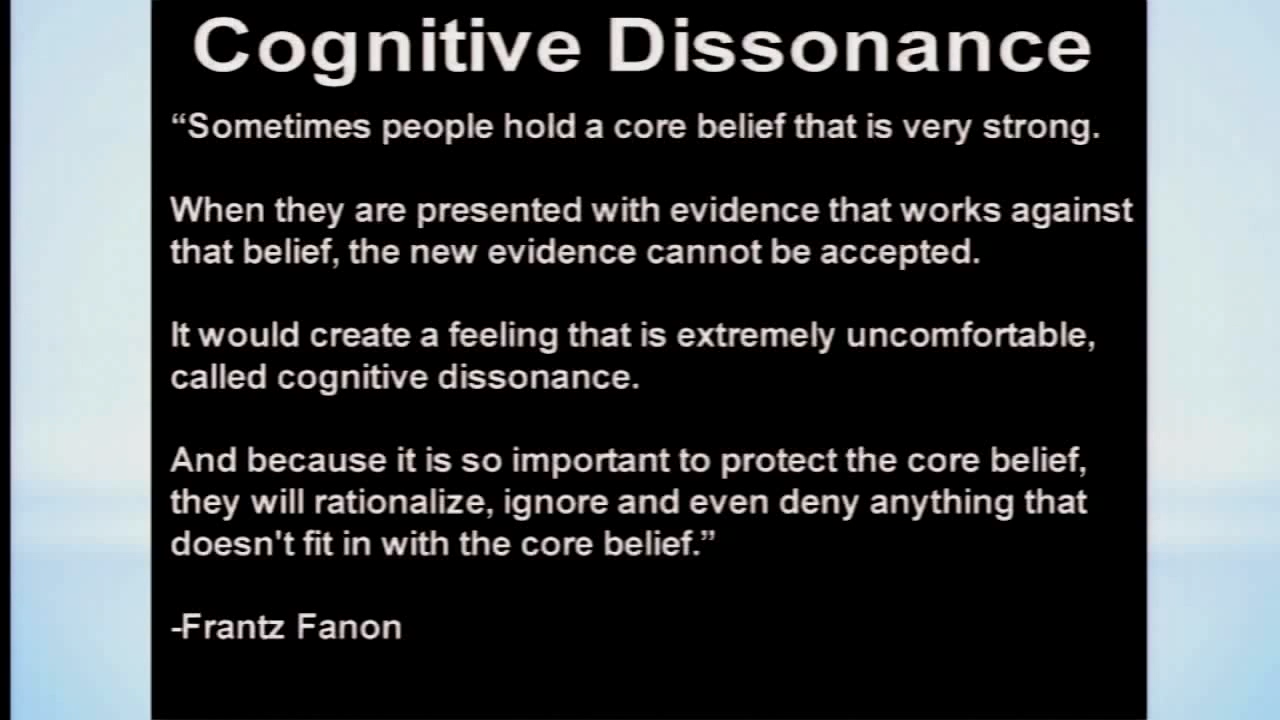 Cognitive Dissonance
“Sometimes people hold a core belief that is very strong.
When they are presented with evidence that works against
that belief, the new evidence cannot be accepted.
It would create a feeling that is extremely uncomfortable,
called cognitive dissonance.
And because it is so important to protect the core belief,
they will rationalize, ignore and even deny anything that
doesn't fit in with the core belief.”
-Frantz Fanon